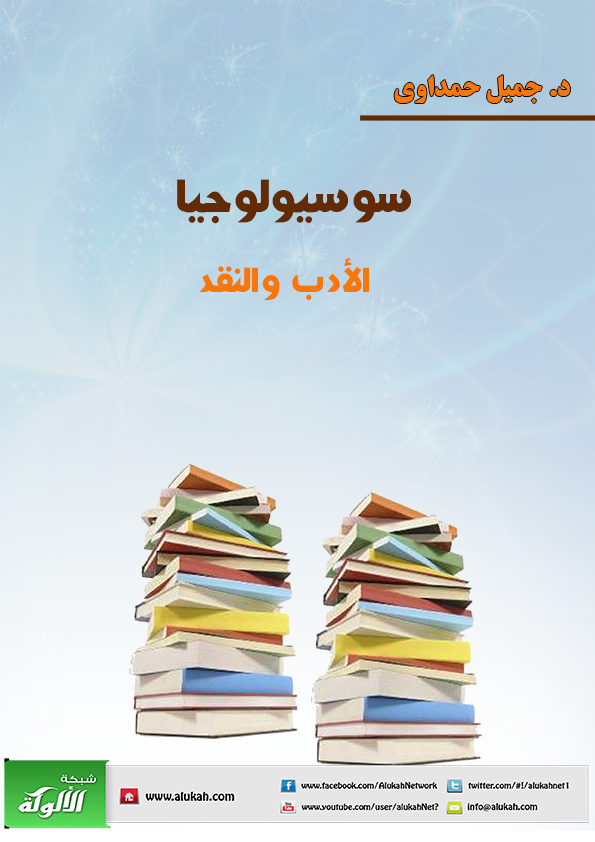 د. جميل حمداوى
سوسيولوجيا
الأدب والنقد
شبكة
الألوكة
www.alukah.com
www.facebook.com/AlukahNetwork
twitter.com/#!/alukahnet1
www.youtube.com/user/alukahNet?
info@alukah.com